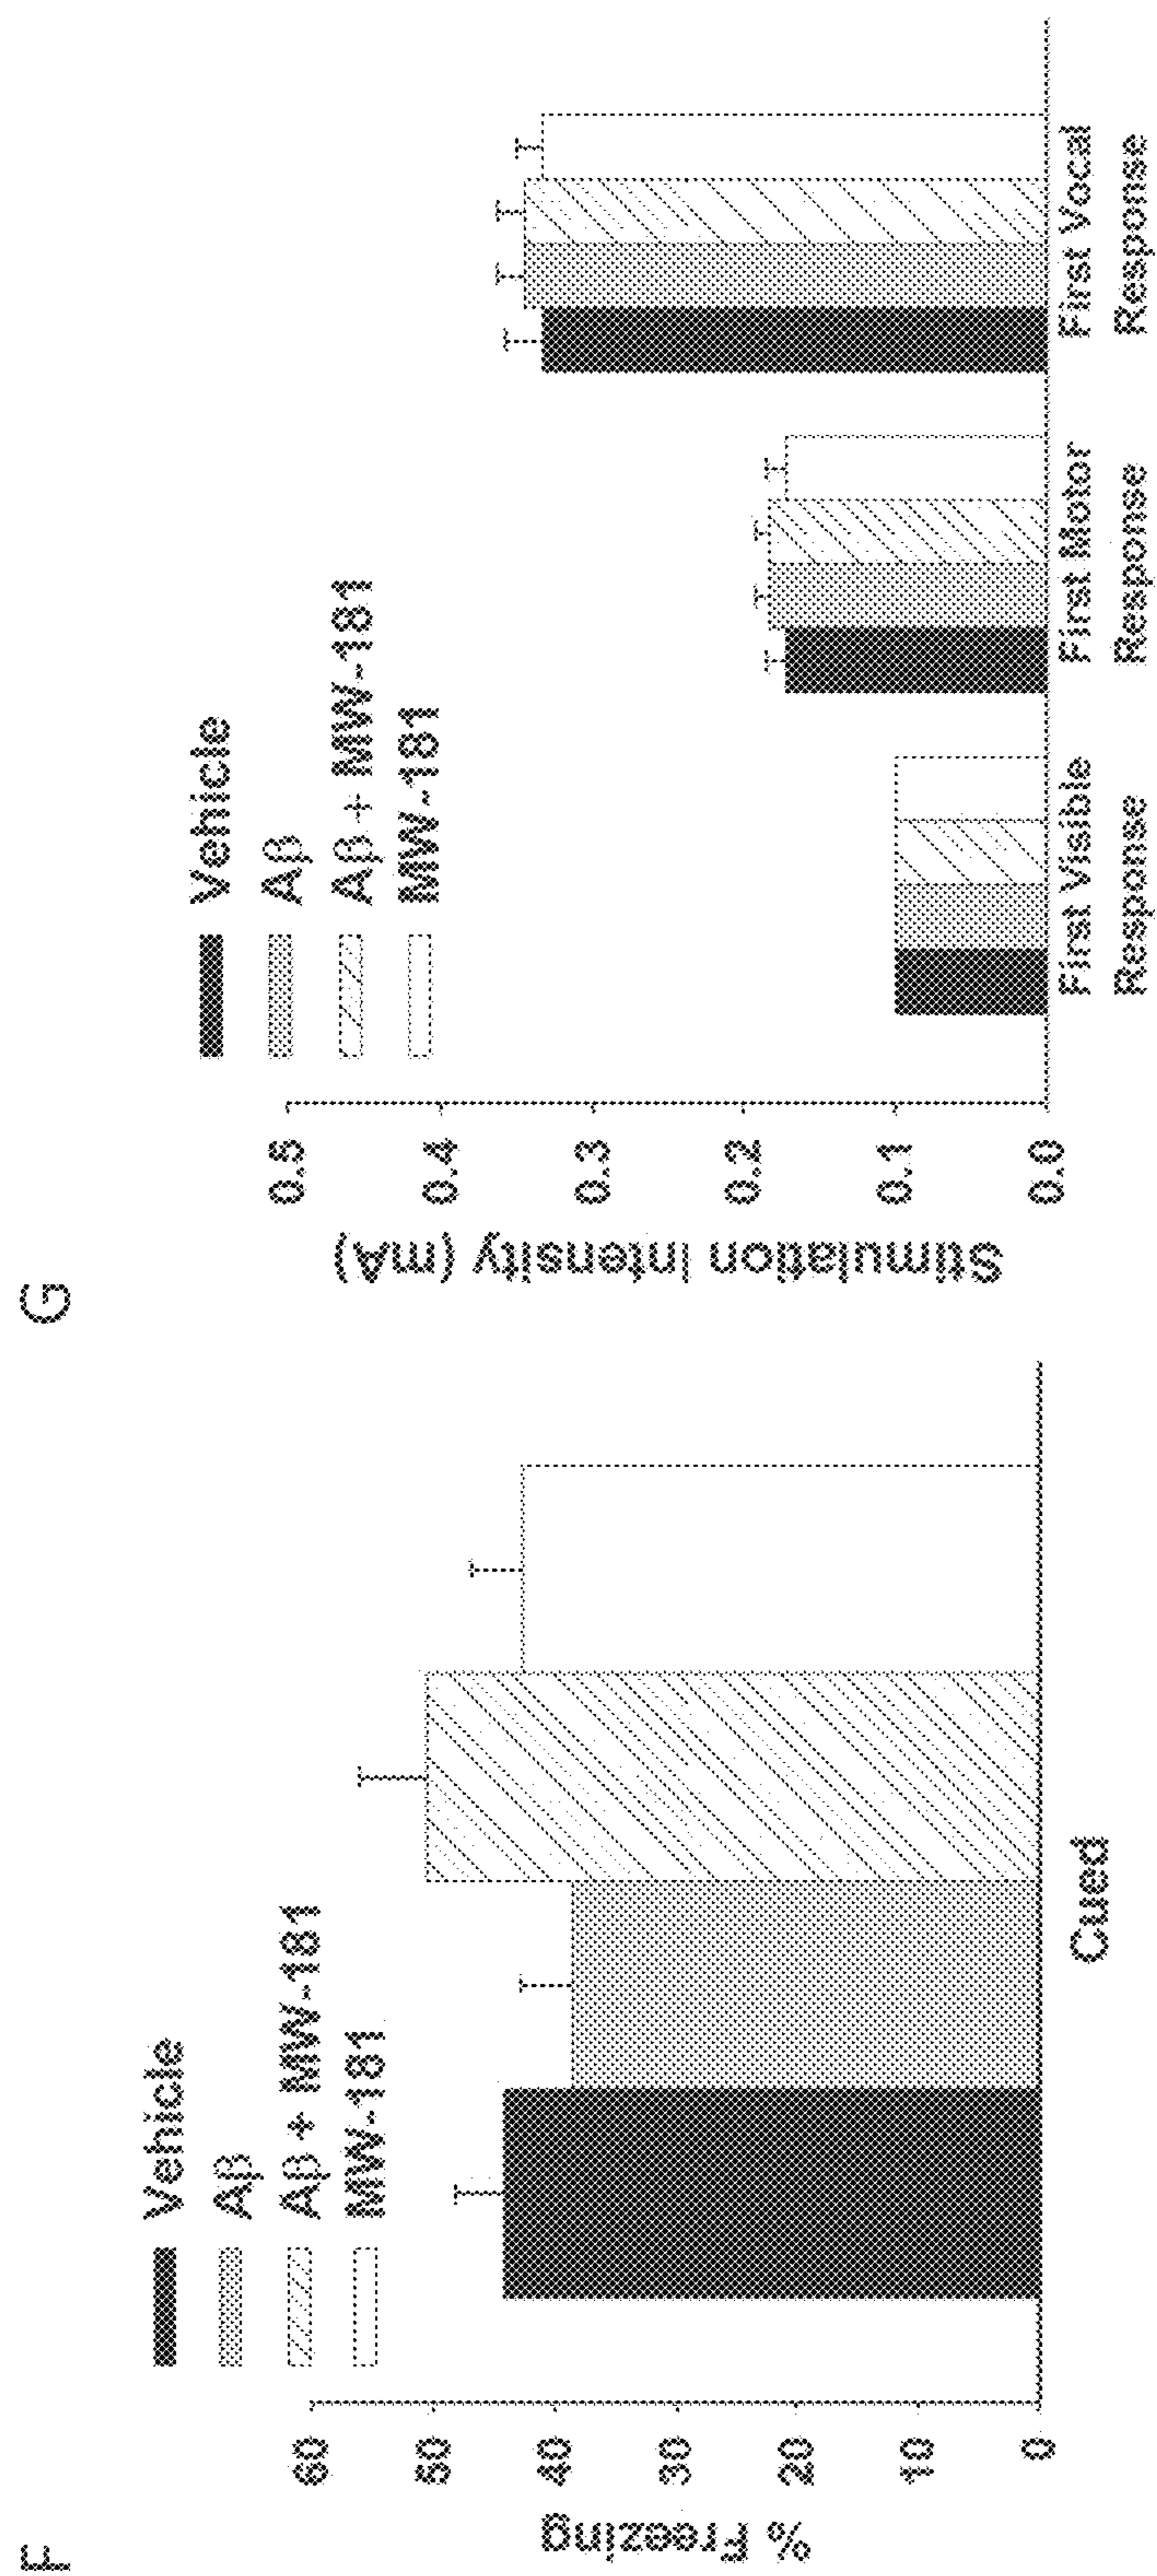 F
Vehicle
Aβ
Aβ + MW-181
MW-181
% Freezing
60
50
40
30
20
10
0
Cued
G
Vehicle
Aβ
Aβ + MW-181
MW-181
Stimulation Intensity (mA)
0.5
0.4
0.3
0.2
0.1
0.0
First Visible
Response
First Motor
Response
First Vocal
Response